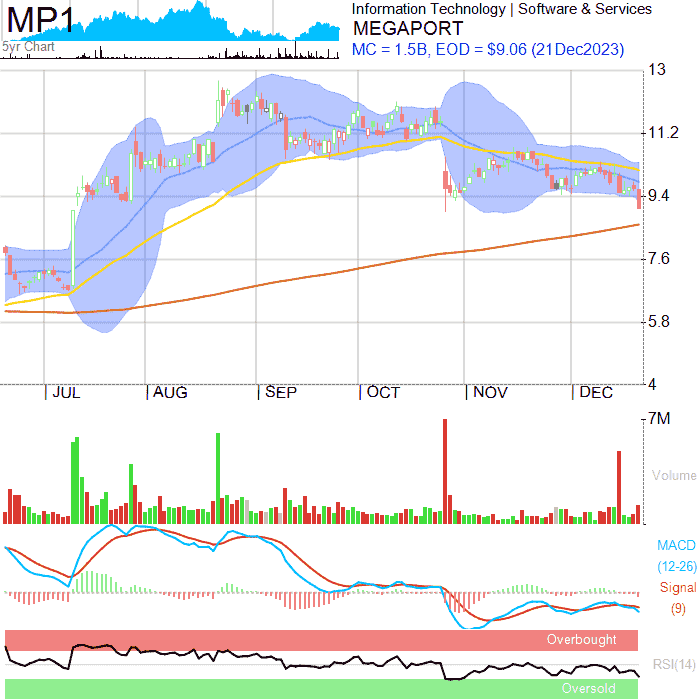 MP1
5yr Chart
Information Technology | Software & Services
MEGAPORT
MC = 1.5B, EOD = $9.06 (21Dec2023)
13
11.2
9.4
7.6
5.8
4
JUL
AUG
SEP
OCT
NOV
DEC
7M
Volume
MACD
(12-26)
Signal
(9)
Overbought
RSI(14)
Oversold